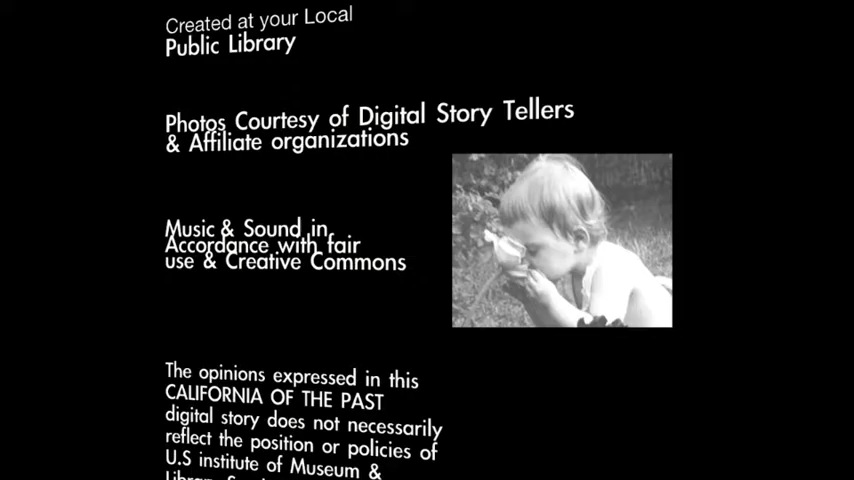 Created at your Local
Public Library
Photos Courtesy of Digital Story Tellers
& Affiliate organizations
Music & Sound in
Accordance with fair
use & Creative Commons
The opinions expressed in this
CALIFORNIA OF THE PAST
digital story does not necessarily
reflect the position or policies of
U.S institute of Museum &